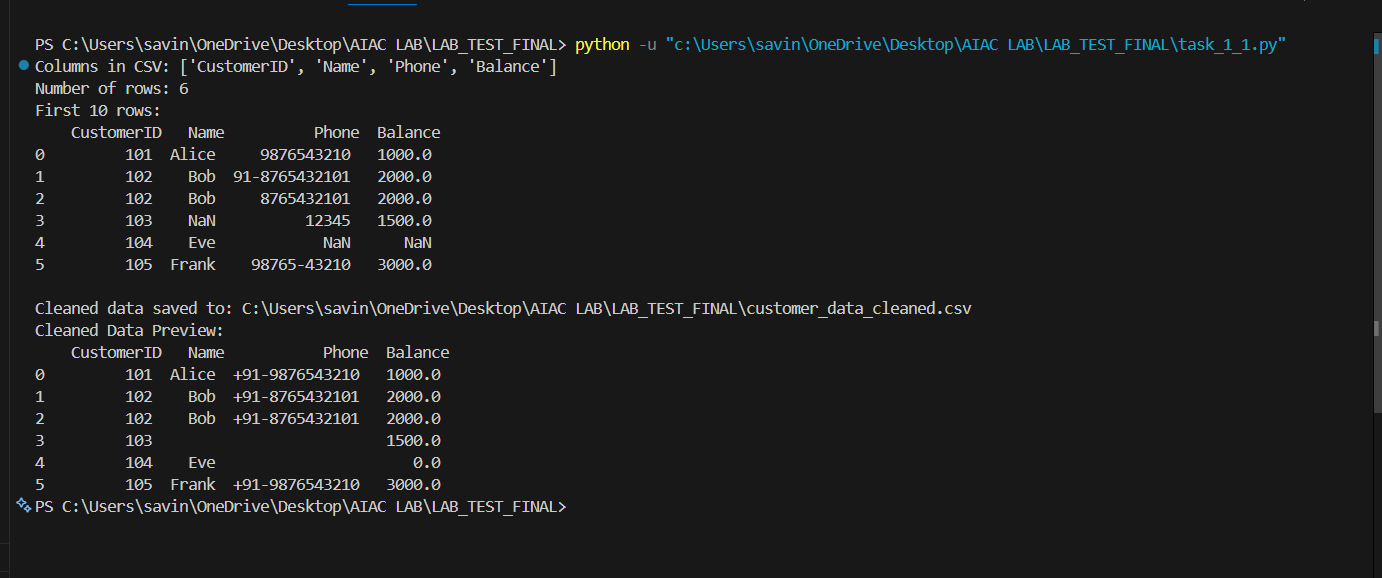 PS C:\Users\savin\OneDrive\Desktop\AIAC LAB\LAB_TEST_FINAL> python -u "c:\Users\savin\OneDrive\Desktop\AIAC LAB\LAB_TEST_FINAL\task_1_1.py"
Columns in CSV: ['CustomerID', 'Name', 'Phone', 'Balance']
Number of rows: 6
First 10 rows:
    CustomerID   Name          Phone  Balance
0          101  Alice     9876543210   1000.0
1          102    Bob  91-8765432101   2000.0
2          102    Bob     8765432101   2000.0
3          103    NaN          12345   1500.0
4          104    Eve            NaN      NaN
5          105  Frank    98765-43210   3000.0

Cleaned data saved to: C:\Users\savin\OneDrive\Desktop\AIAC LAB\LAB_TEST_FINAL\customer_data_cleaned.csv
Cleaned Data Preview:
    CustomerID   Name           Phone  Balance
0          101  Alice  +91-9876543210   1000.0
1          102    Bob  +91-8765432101   2000.0
2          102    Bob  +91-8765432101   2000.0
3          103                          1500.0
4          104    Eve                      0.0
5          105  Frank  +91-9876543210   3000.0
PS C:\Users\savin\OneDrive\Desktop\AIAC LAB\LAB_TEST_FINAL>